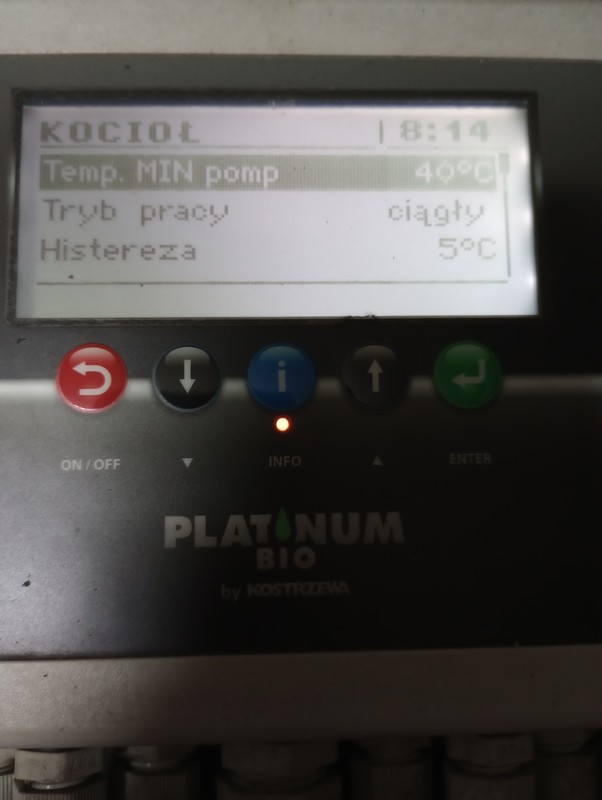 KOCIOŁ | 8:14
Temp. MIN pomp 40°C
Tryb pracy ciągły
Histereza 5°C
i
ON / OFF ▼ INFO ▲ ENTER
PLATINUM
BIO
by KOSTRZEWA